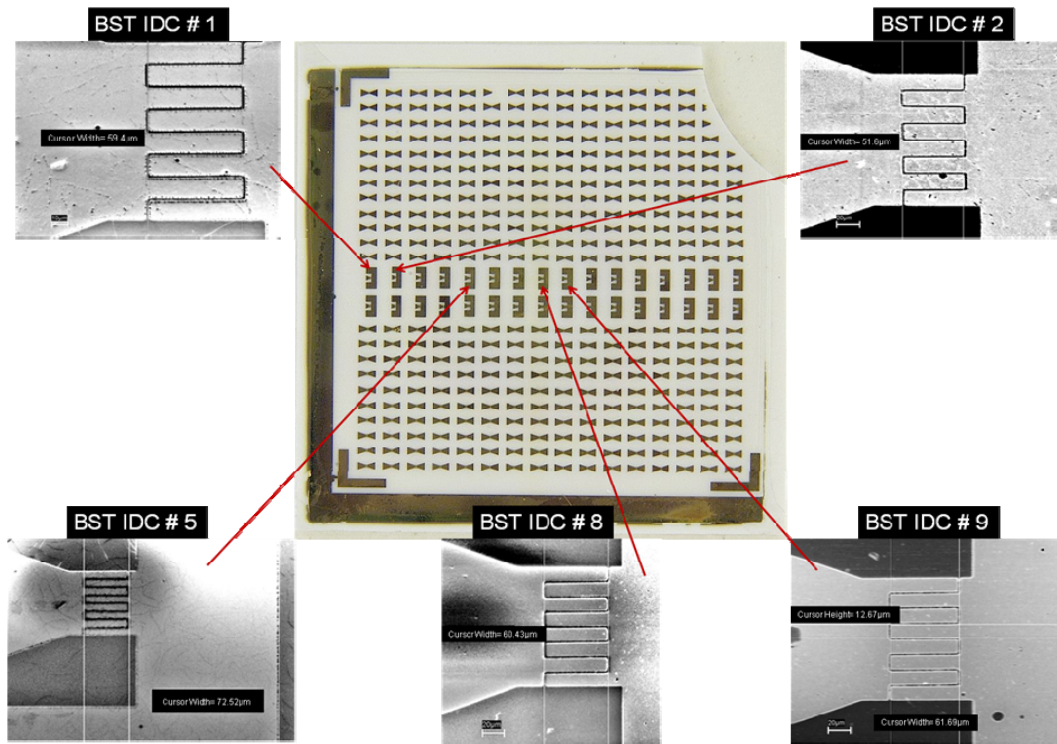 BST IDC # 1
BST IDC # 2
Cursor Width= 59.4µm
Cursor Width= 51.6µm
20µm
BST IDC # 5
BST IDC # 8
BST IDC # 9
Cursor Height= 12.67µm
Cursor Width= 60.43µm
Cursor Width= 72.52µm
20µm
20µm
Cursor Width= 61.69µm